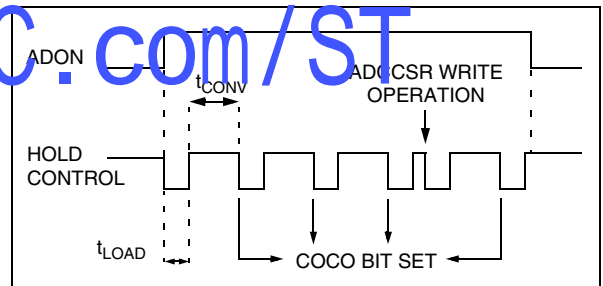 C.com/ST
ADON
tCONV
ADCCSR WRITE
OPERATION
HOLD
CONTROL
tLOAD
COCO BIT SET